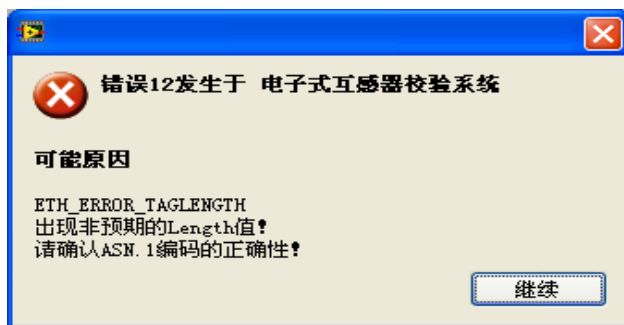 错误12发生于 电子式互感器校验系统
可能原因
ETH_ERROR_TAGLENGTH
出现非预期的Length值!
请确认ASN.1编码的正确性!
继续